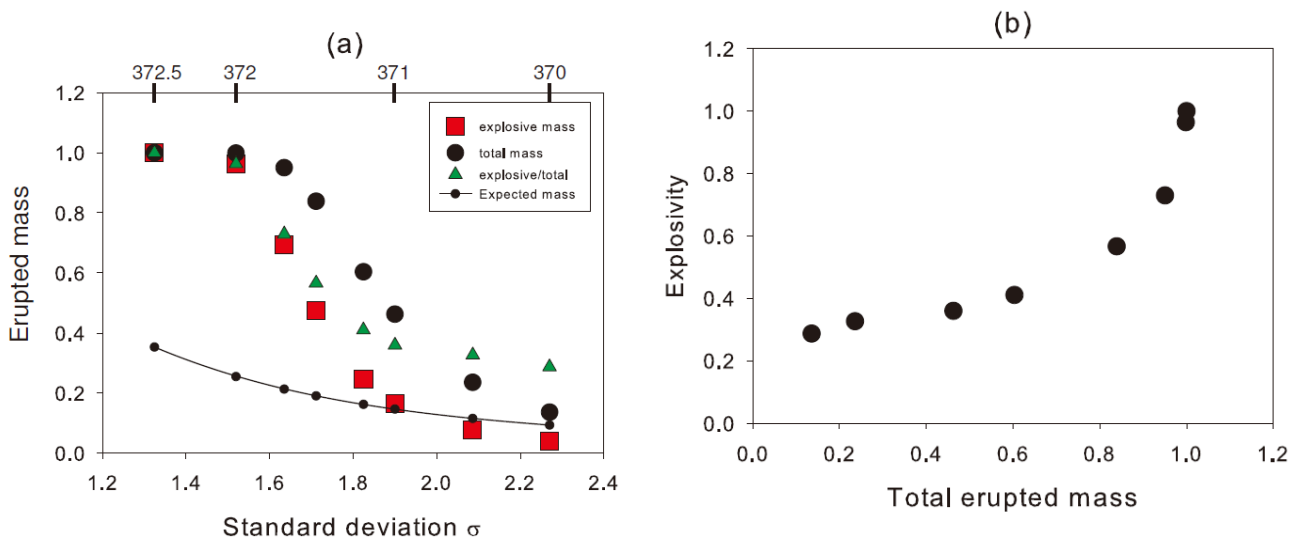 (a)
372.5 372 371 370
1.2
1.0
0.8
0.6
0.4
0.2
0.0
Erupted mass
explosive mass
total mass
explosive/total
Expected mass
1.2 1.4 1.6 1.8 2.0 2.2 2.4
Standard deviation σ
(b)
1.2
1.0
0.8
0.6
0.4
0.2
0.0
Explosivity
0.0 0.2 0.4 0.6 0.8 1.0 1.2
Total erupted mass